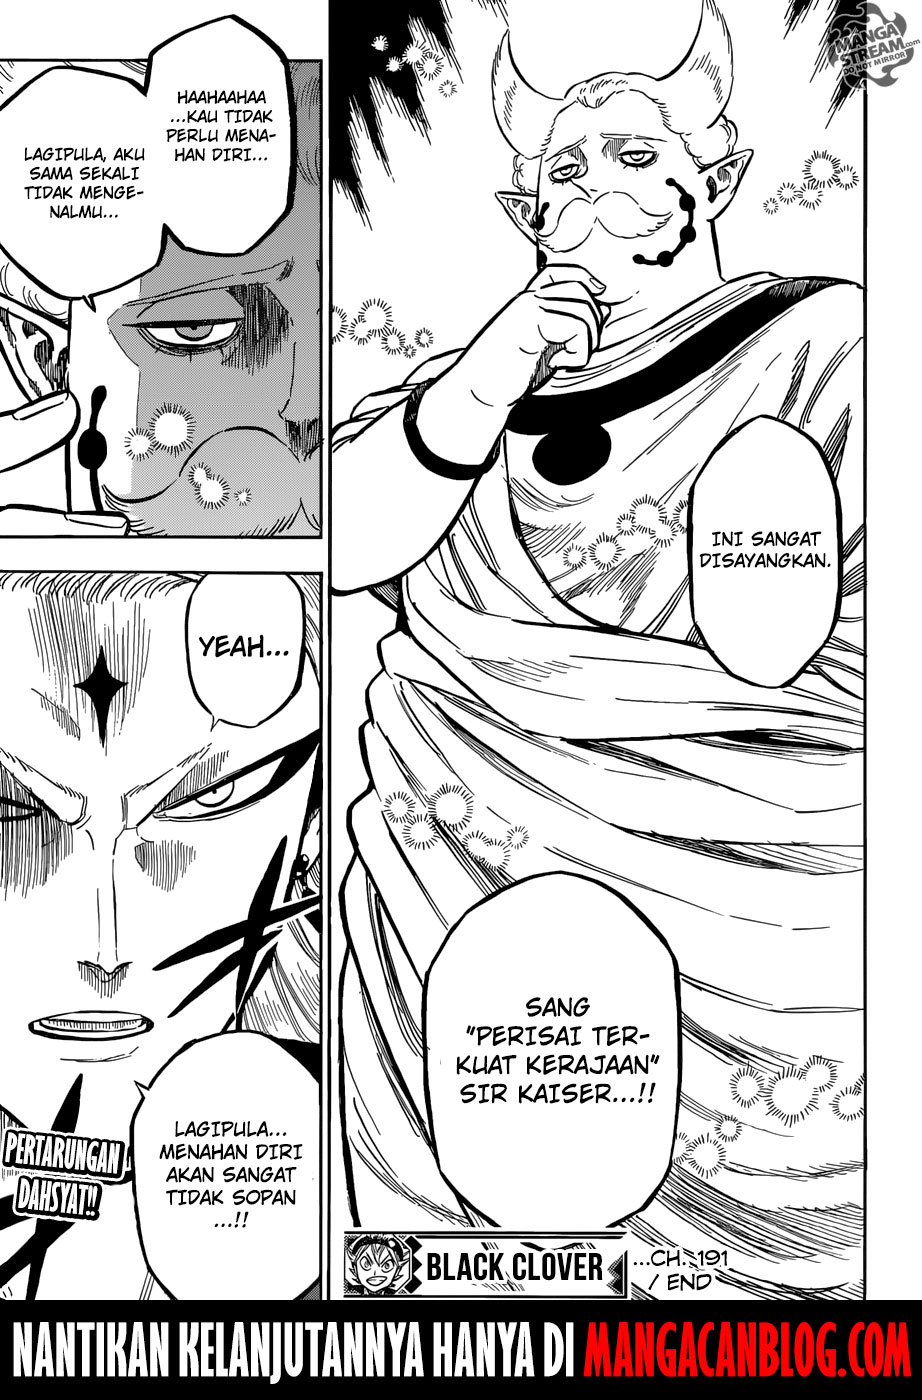 MANGA
STREAM.com
DO NOT MIRROR
INI SANGAT
DISAYANGKAN.
SANG
"PERISAI TER-
KUAT KERAJAAN"
SIR KAISER...!!
HAAHAAHAA
...KAU TIDAK
PERLU MENA-
HAN DIRI...
LAGIPULA, AKU
SAMA SEKALI
TIDAK MENGE-
NALMU...
YEAH...
LAGIPULA...
MENAHAN DIRI
AKAN SANGAT
TIDAK SOPAN
...!!
PERTARUNGAN
DAHSYAT!!
BLACK CLOVER
...CH. 191
/ END
NANTIKAN KELANJUTANNYA HANYA DI MANGACANBLOG.COM